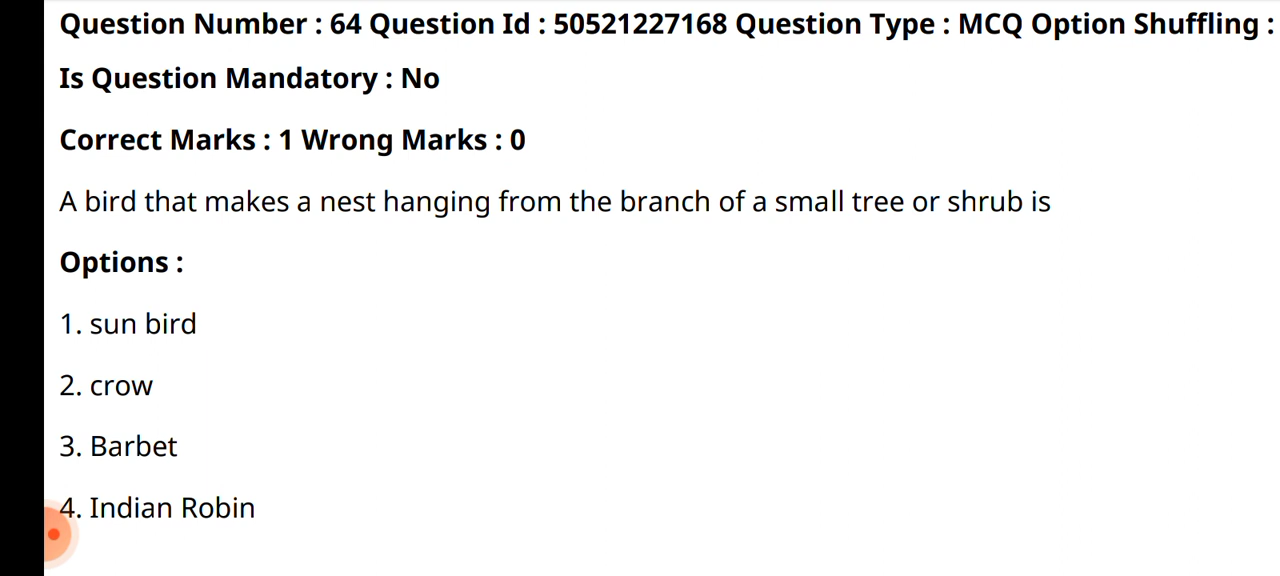 Question Number : 64 Question Id : 50521227168 Question Type : MCQ Option Shuffling :
Is Question Mandatory : No
Correct Marks : 1 Wrong Marks : 0
A bird that makes a nest hanging from the branch of a small tree or shrub is
Options :
1. sun bird
2. crow
3. Barbet
4. Indian Robin